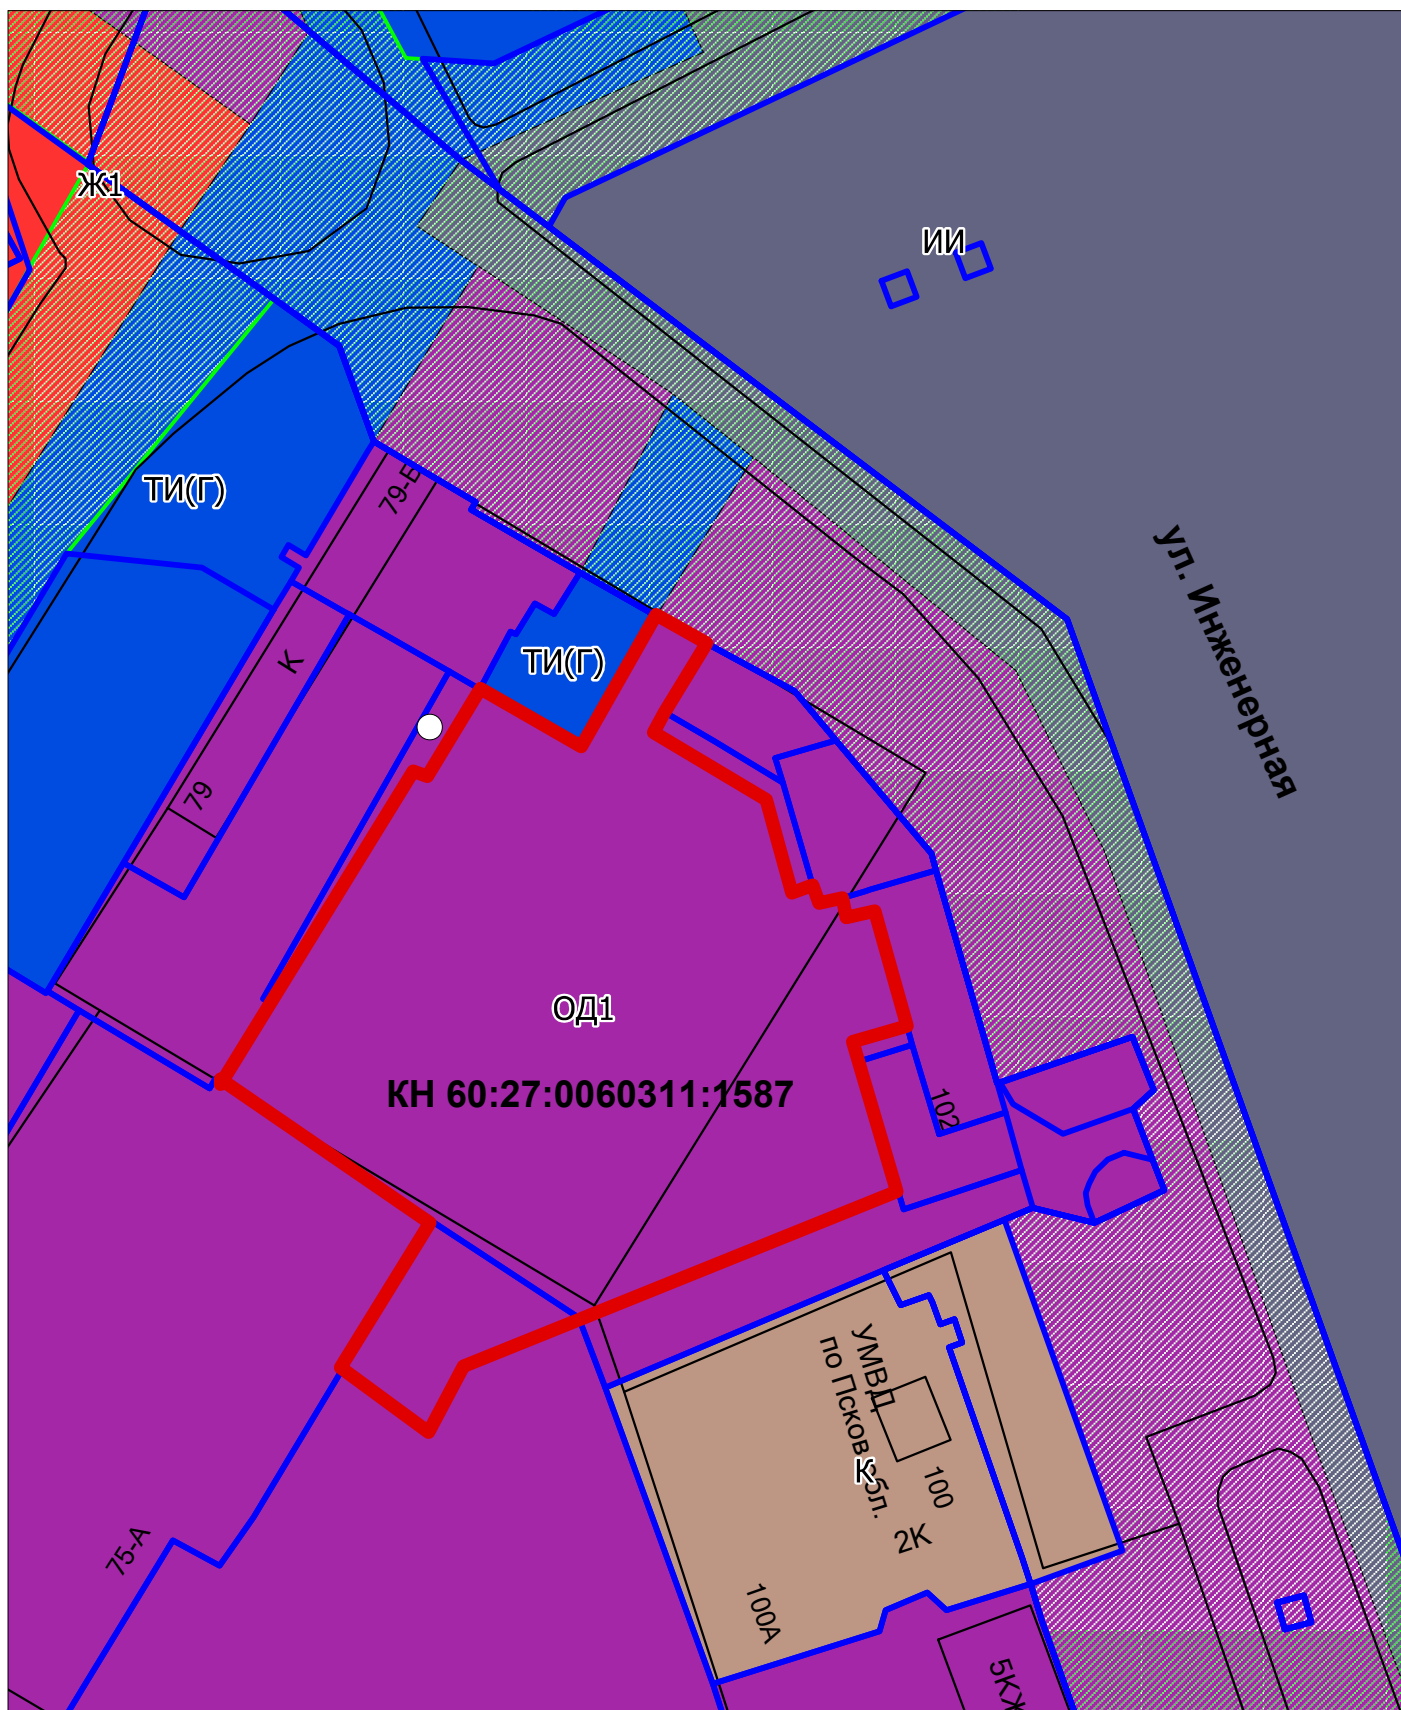 Ж1
ИИ
ТИ(Г)
79-Б
ул. Инженерная
К
ТИ(Г)
79
ОД1
КН 60:27:0060311:1587
102
УМВД
по Псков обл.
К
100
2К
75-А
100А
5КЖ